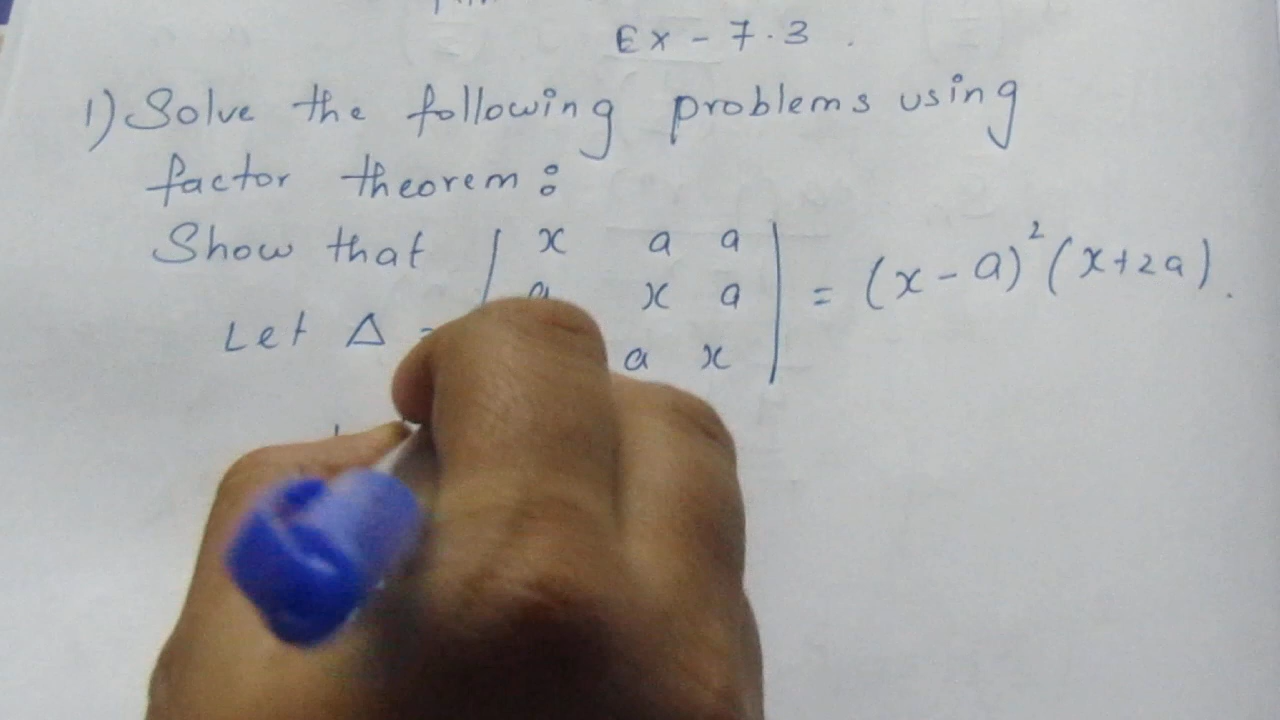 Ex - 7.3.
1) Solve the following problems using
factor theorem:
Show that | x a a | = (x - a)² (x + 2a).
a x a
Let Δ =
a x